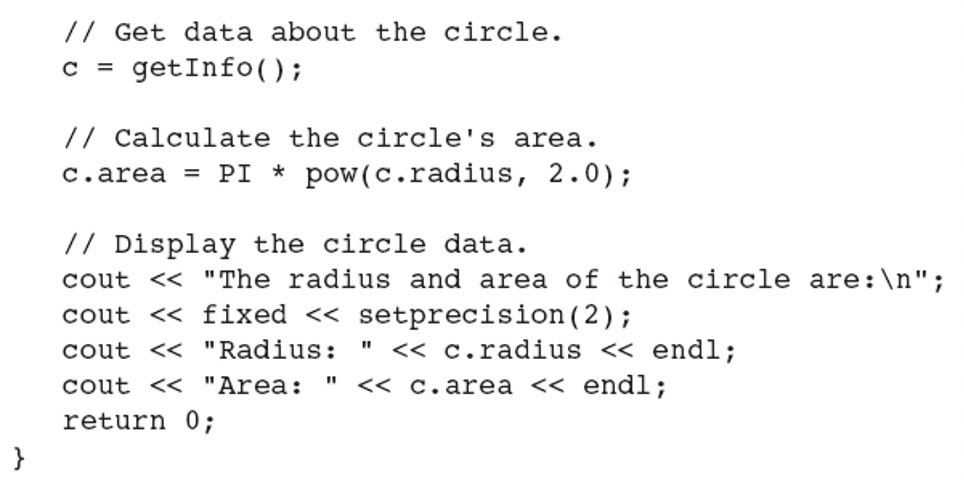 // Get data about the circle.
c = getInfo();
// Calculate the circle's area.
c.area = PI * pow(c.radius, 2.0);
// Display the circle data.
cout << "The radius and area of the circle are:\n";
cout << fixed << setprecision(2);
cout << "Radius: " << c.radius << endl;
cout << "Area: " << c.area << endl;
return 0;
}